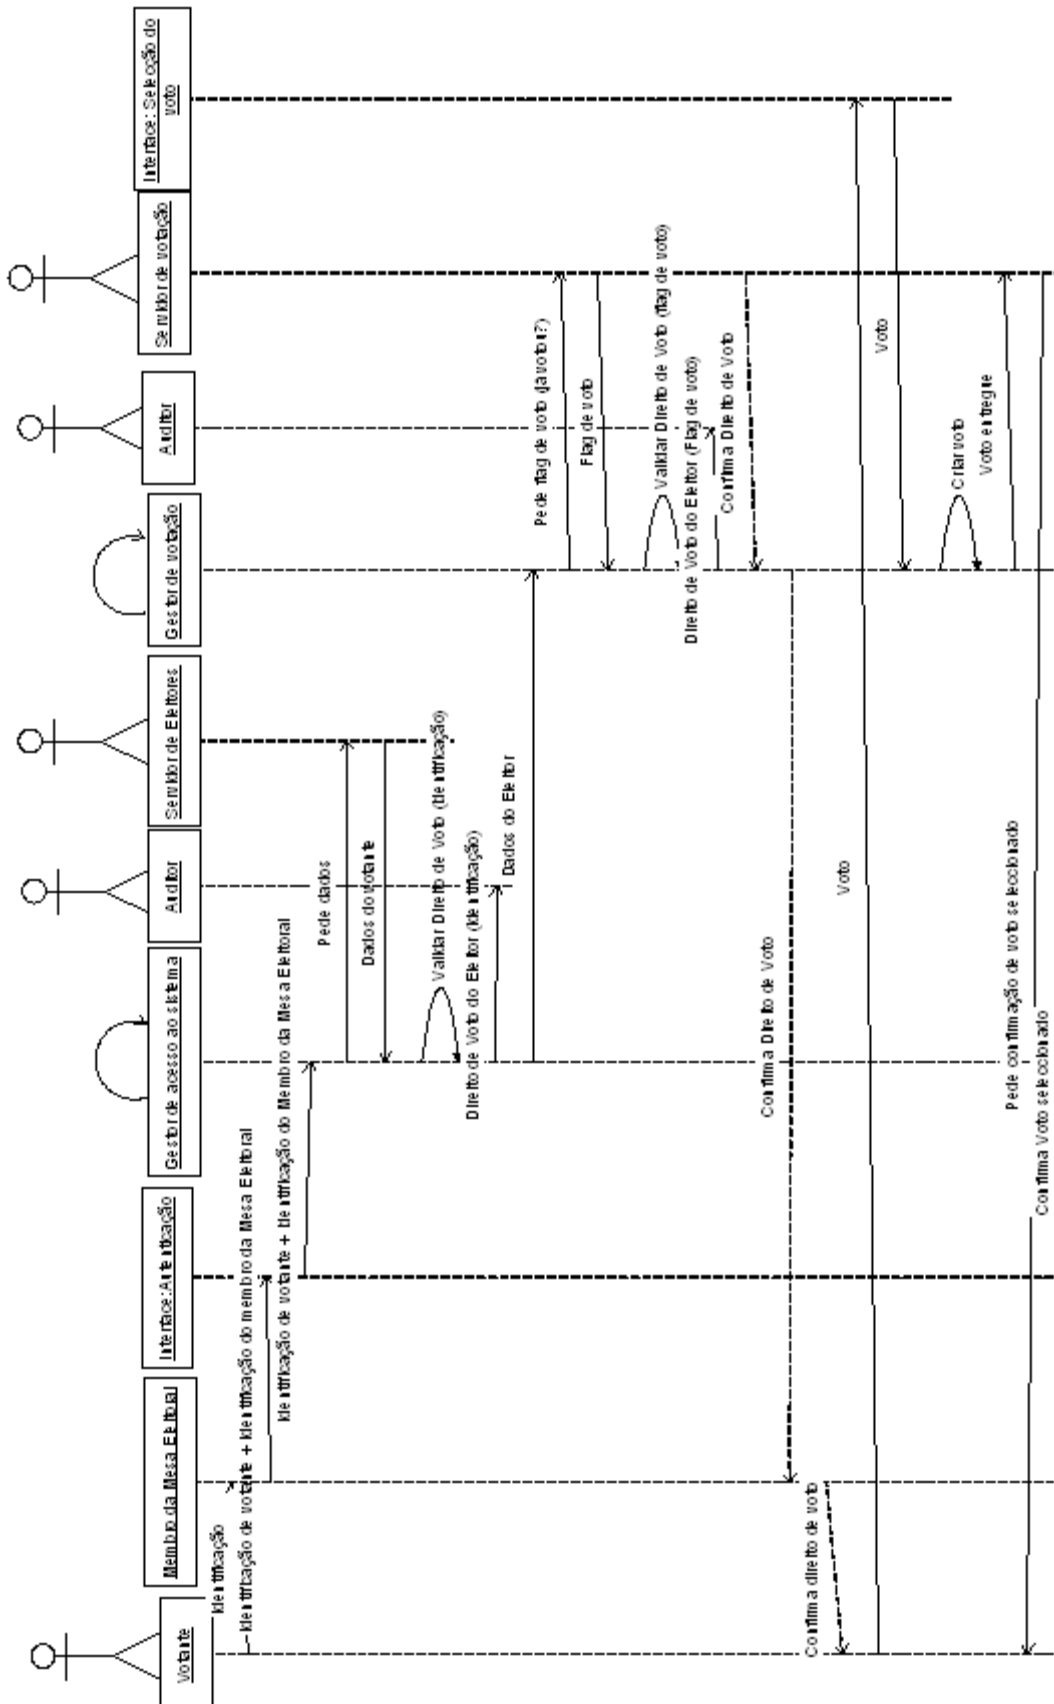 Votante
Membro da Mesa Eleitoral
Interface: Autenticação
Gestor de acesso ao sistema
Auditor
Servidor de Eleitores
Gestor de votação
Auditor
Servidor de votação
Interface: Selecção do
voto
Identificação
Identificação de votante + Identificação do membro da Mesa Eleitoral
Identificação de votante + Identificação do Membro da Mesa Eleitoral
Pede dados
Dados do votante
Validar Direito de Voto (Identificação)
Direito de Voto do Eleitor (Identificação)
Dados do Eleitor
Pede flag de voto (já votou?)
Flag de voto
Validar Direito de Voto (flag de voto)
Direito de Voto do Eleitor (Flag de voto)
Confirma Direito de Voto
Confirma Direito de Voto
Confirma direito de voto
Voto
Voto
Criar voto
Voto entregue
Pede confirmação de voto seleccionado
Confirma Voto seleccionado